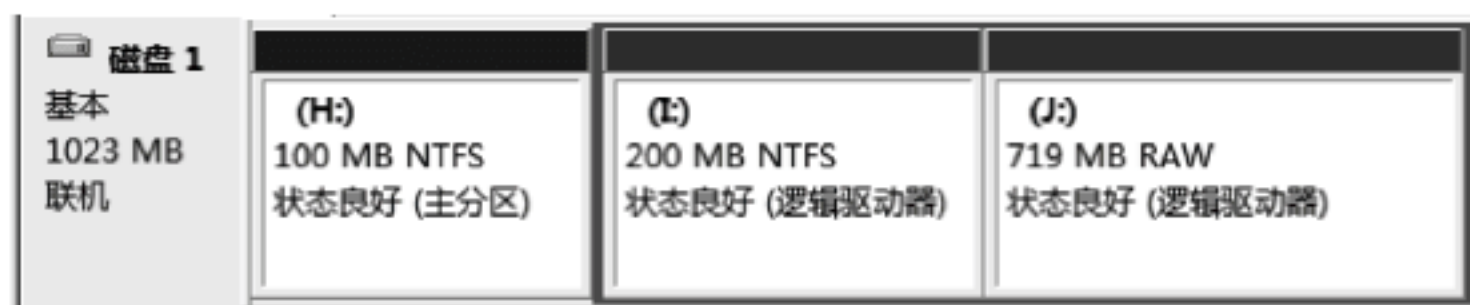 磁盘 1
基本
1023 MB
联机
(H:)
100 MB NTFS
状态良好 (主分区)
(I:)
200 MB NTFS
状态良好 (逻辑驱动器)
(J:)
719 MB RAW
状态良好 (逻辑驱动器)